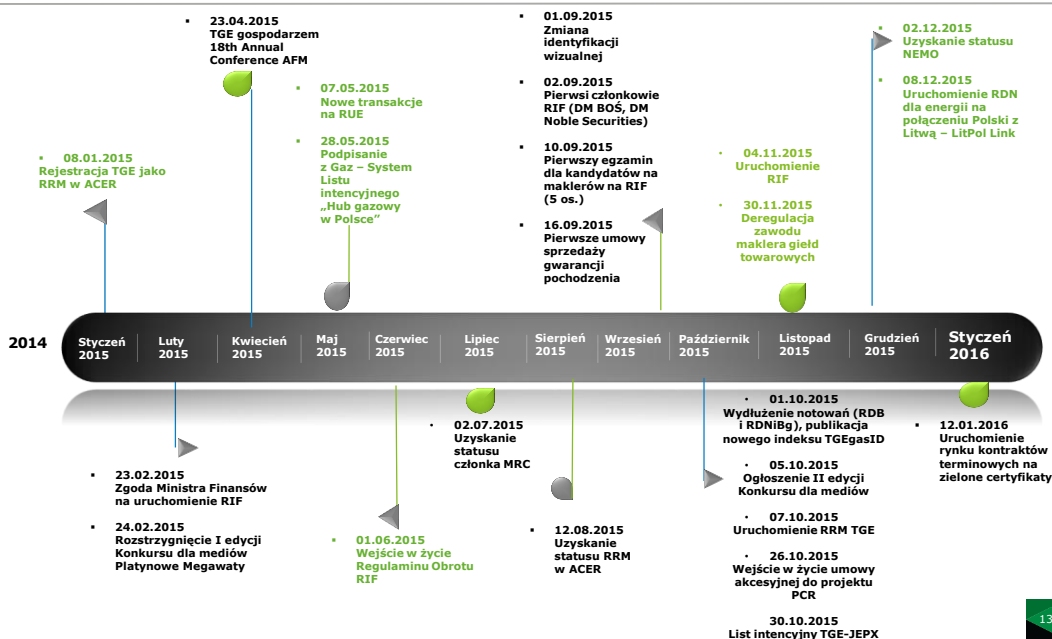 ▪ 23.04.2015
TGE gospodarzem
18th Annual
Conference AFM
▪ 07.05.2015
Nowe transakcje
na RUE
▪ 28.05.2015
Podpisanie
z Gaz – System
Listu
intencyjnego
„Hub gazowy
w Polsce”
▪ 08.01.2015
Rejestracja TGE jako
RRM w ACER
▪ 01.09.2015
Zmiana
identyfikacji
wizualnej
▪ 02.09.2015
Pierwsi członkowie
RIF (DM BOŚ, DM
Noble Securities)
▪ 10.09.2015
Pierwszy egzamin
dla kandydatów na
maklerów na RIF
(5 os.)
▪ 16.09.2015
Pierwsze umowy
sprzedaży
gwarancji
pochodzenia
• 04.11.2015
Uruchomienie
RIF
• 30.11.2015
Deregulacja
zawodu
maklera giełd
towarowych
▪ 02.12.2015
Uzyskanie statusu
NEMO
▪ 08.12.2015
Uruchomienie RDN
dla energii na
połączeniu Polski z
Litwą – LitPol Link
2014
Styczeń
2015
Luty
2015
Kwiecień
2015
Maj
2015
Czerwiec
2015
Lipiec
2015
Sierpień
2015
Wrzesień
2015
Październik
2015
Listopad
2015
Grudzień
2015
Styczeń
2016
▪ 23.02.2015
Zgoda Ministra Finansów
na uruchomienie RIF
▪ 24.02.2015
Rozstrzygnięcie I edycji
Konkursu dla mediów
Platynowe Megawaty
▪ 01.06.2015
Wejście w życie
Regulaminu Obrotu
RIF
• 02.07.2015
Uzyskanie
statusu
członka MRC
▪ 12.08.2015
Uzyskanie
statusu RRM
w ACER
• 01.10.2015
Wydłużenie notowań (RDB
i RDNiBg), publikacja
nowego indeksu TGEgasID
• 05.10.2015
Ogłoszenie II edycji
Konkursu dla mediów
• 07.10.2015
Uruchomienie RRM TGE
• 26.10.2015
Wejście w życie umowy
akcesyjnej do projektu
PCR
30.10.2015
List intencyjny TGE-JEPX
▪ 12.01.2016
Uruchomienie
rynku kontraktów
terminowych na
zielone certyfikaty
13